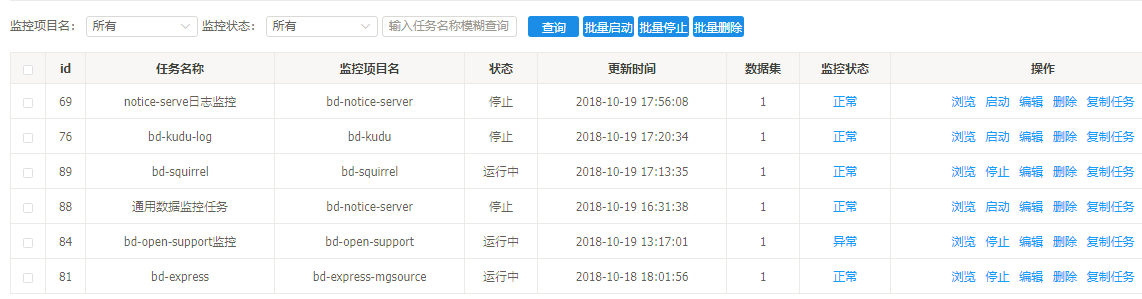 监控项目名： 所有 监控状态： 所有 输入任务名称模糊查询 查询 批量启动 批量停止 批量删除
id 任务名称 监控项目名 状态 更新时间 数据集 监控状态 操作
69 notice-serve日志监控 bd-notice-server 停止 2018-10-19 17:56:08 1 正常 浏览 启动 编辑 删除 复制任务
76 bd-kudu-log bd-kudu 停止 2018-10-19 17:20:34 1 正常 浏览 启动 编辑 删除 复制任务
89 bd-squirrel bd-squirrel 运行中 2018-10-19 17:13:35 1 正常 浏览 停止 编辑 删除 复制任务
88 通用数据监控任务 bd-notice-server 停止 2018-10-19 16:31:38 1 正常 浏览 启动 编辑 删除 复制任务
84 bd-open-support监控 bd-open-support 运行中 2018-10-19 13:17:01 1 异常 浏览 停止 编辑 删除 复制任务
81 bd-express bd-express-mgsource 运行中 2018-10-18 18:01:56 1 正常 浏览 停止 编辑 删除 复制任务